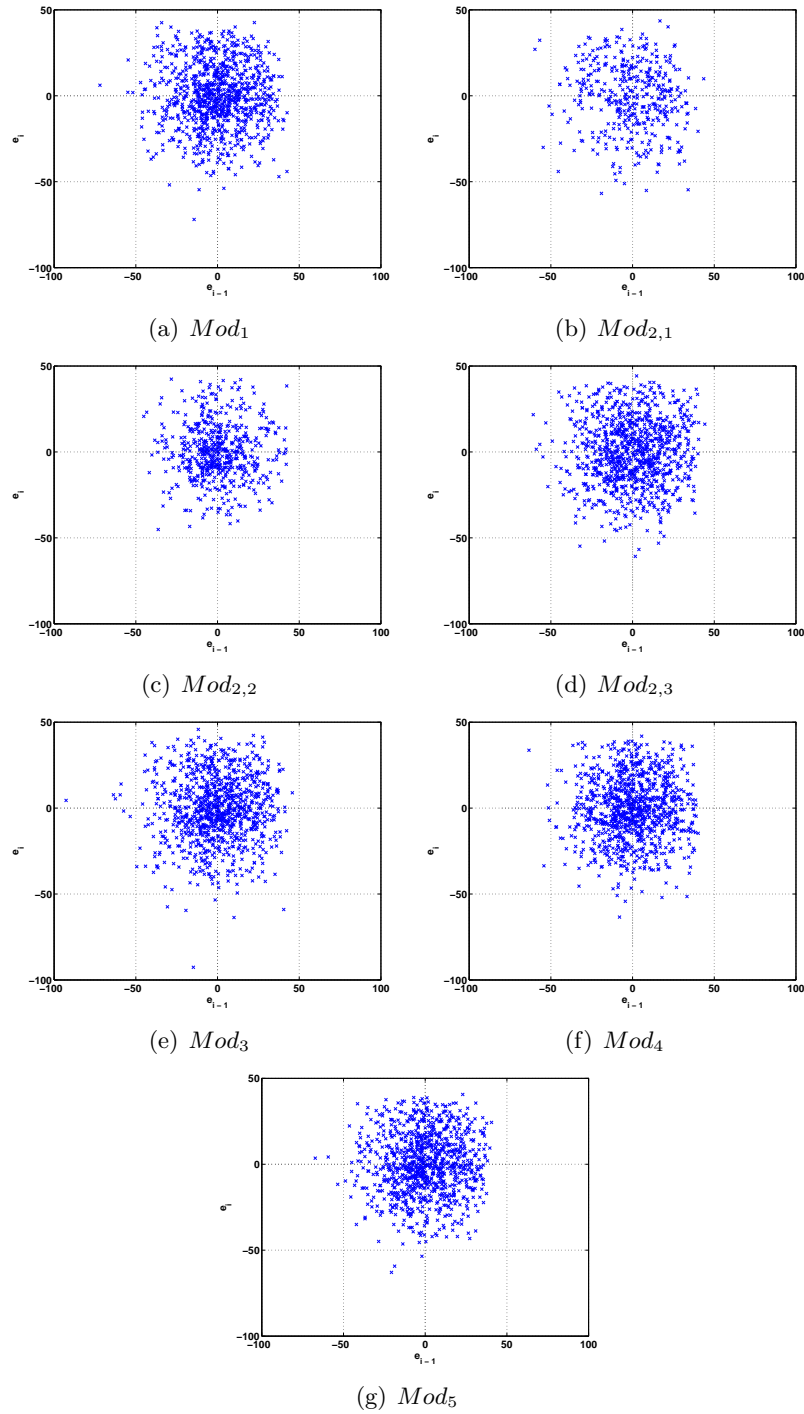 50
0
−50
−100
−100 −50 0 50 100
e_i
e_{i − 1}
(a) Mod_1
50
0
−50
−100
−100 −50 0 50 100
e_i
e_{i − 1}
(b) Mod_{2,1}
50
0
−50
−100
−100 −50 0 50 100
e_i
e_{i − 1}
(c) Mod_{2,2}
50
0
−50
−100
−100 −50 0 50 100
e_i
e_{i − 1}
(d) Mod_{2,3}
50
0
−50
−100
−100 −50 0 50 100
e_i
e_{i − 1}
(e) Mod_3
50
0
−50
−100
−100 −50 0 50 100
e_i
e_{i − 1}
(f) Mod_4
50
0
−50
−100
−100 −50 0 50 100
e_i
e_{i − 1}
(g) Mod_5